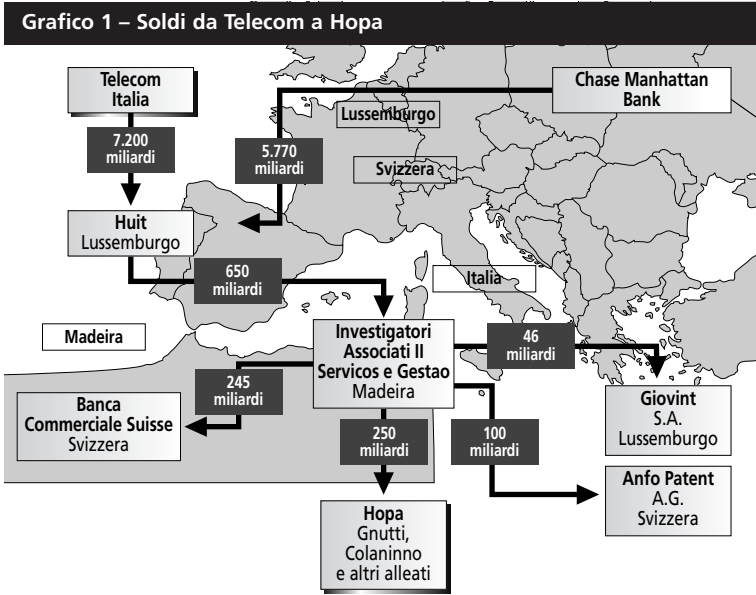 Grafico 1 – Soldi da Telecom a Hopa
Telecom
Italia
Chase Manhattan
Bank
Lussemburgo
7.200
miliardi
5.770
miliardi
Svizzera
Huit
Lussemburgo
650
miliardi
Italia
Madeira
Investigatori
Associati II
Servicos e Gestao
Madeira
46
miliardi
245
miliardi
Banca
Commerciale Suisse
Svizzera
Giovint
S.A.
Lussemburgo
250
miliardi
100
miliardi
Anfo Patent
A.G.
Svizzera
Hopa
Gnutti,
Colaninno
e altri alleati